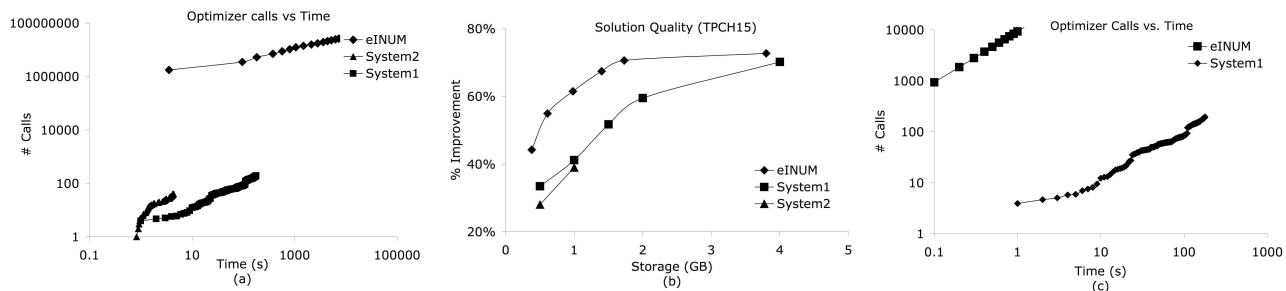 Optimizer calls vs Time
100000000
1000000
10000
100
1
0.1
10
1000
100000
# Calls
Time (s)
(a)
eINUM
System2
System1
Solution Quality (TPCH15)
80%
60%
40%
20%
0
1
2
3
4
5
% Improvement
Storage (GB)
(b)
eINUM
System1
System2
Optimizer Calls vs. Time
10000
1000
100
10
1
0.1
1
10
100
1000
# Calls
Time (s)
(c)
eINUM
System1